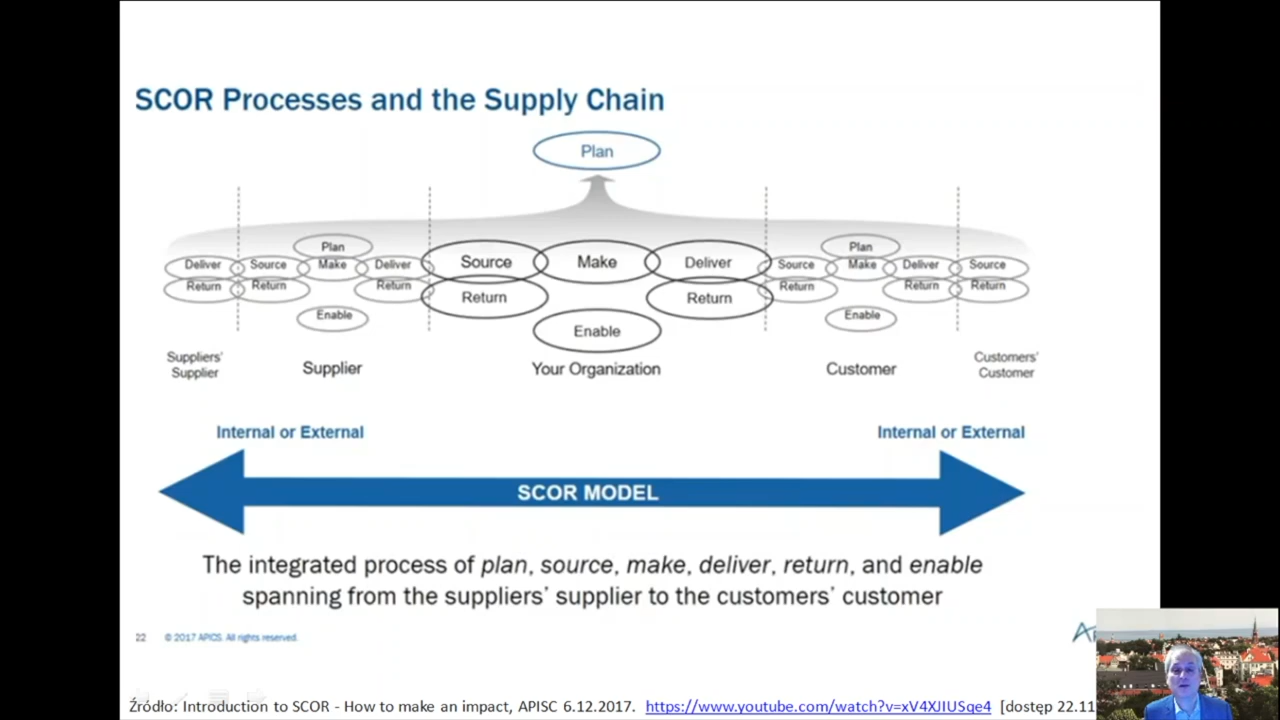 SCOR Processes and the Supply Chain
Plan
Plan
Plan
Deliver Source Make Deliver Source Make Deliver Source Make Deliver Source
Return Return Return Return Return Return Return Return
Enable Enable Enable
Suppliers' Supplier Your Organization Customer Customers'
Supplier Customer
Internal or External Internal or External
SCOR MODEL
The integrated process of plan, source, make, deliver, return, and enable
spanning from the suppliers' supplier to the customers' customer
22 © 2017 APICS. All rights reserved.
Źródło: Introduction to SCOR - How to make an impact, APISC 6.12.2017. https://www.youtube.com/watch?v=xV4XJIUSqe4 [dostęp 22.11